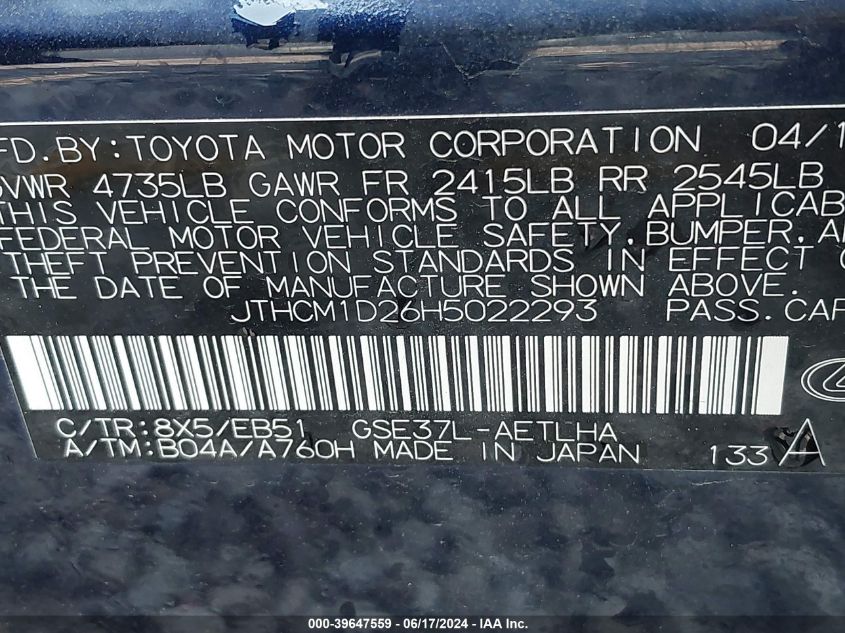 FD. BY: TOYOTA MOTOR CORPORATION 04/1
GVWR 4735LB GAWR FR 2415LB RR 2545LB
THIS VEHICLE CONFORMS TO ALL APPLICAB
FEDERAL MOTOR VEHICLE SAFETY, BUMPER, A
THEFT PREVENTION STANDARDS IN EFFECT O
THE DATE OF MANUFACTURE SHOWN ABOVE.
JTHCM1D26H5022293 PASS. CAR
C/TR: 8X5/EB51 GSE37L-AETLHA
A/TM: B04A/A760H MADE IN JAPAN 133 A
000-39647559 - 06/17/2024 - IAA Inc.